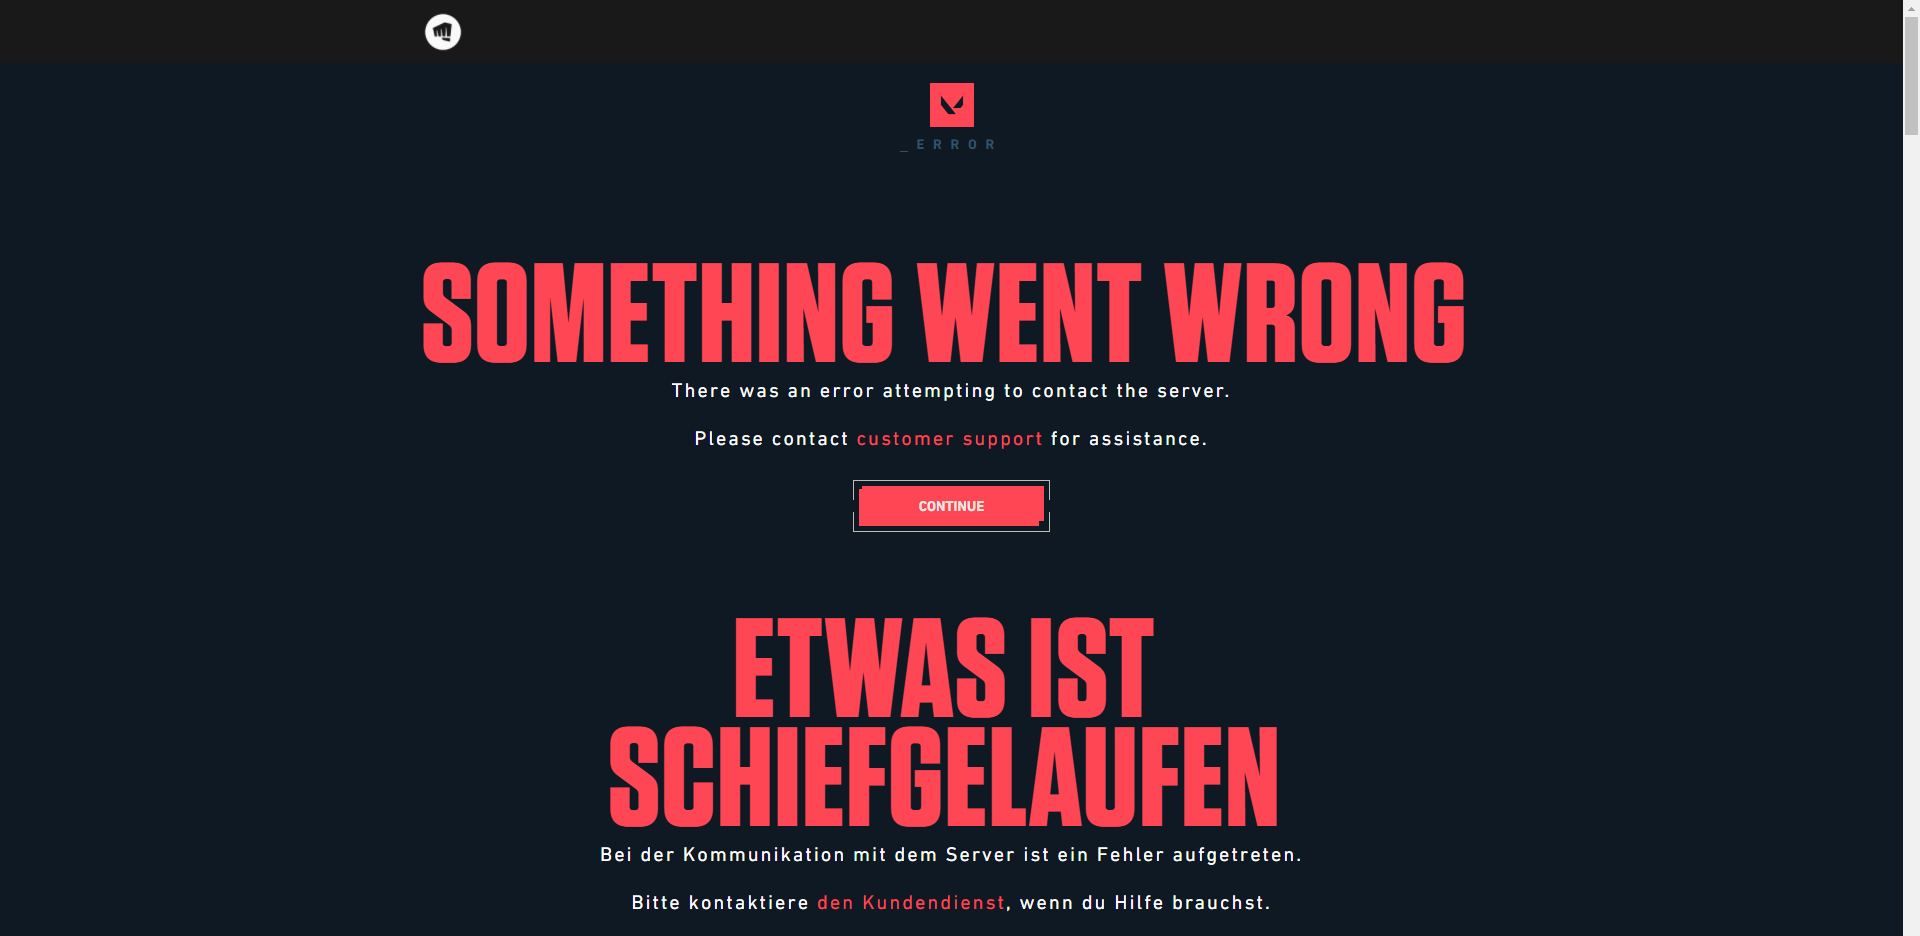 _ERROR
SOMETHING WENT WRONG
There was an error attempting to contact the server.
Please contact customer support for assistance.
CONTINUE
ETWAS IST
SCHIEFGELAUFEN
Bei der Kommunikation mit dem Server ist ein Fehler aufgetreten.
Bitte kontaktiere den Kundendienst, wenn du Hilfe brauchst.